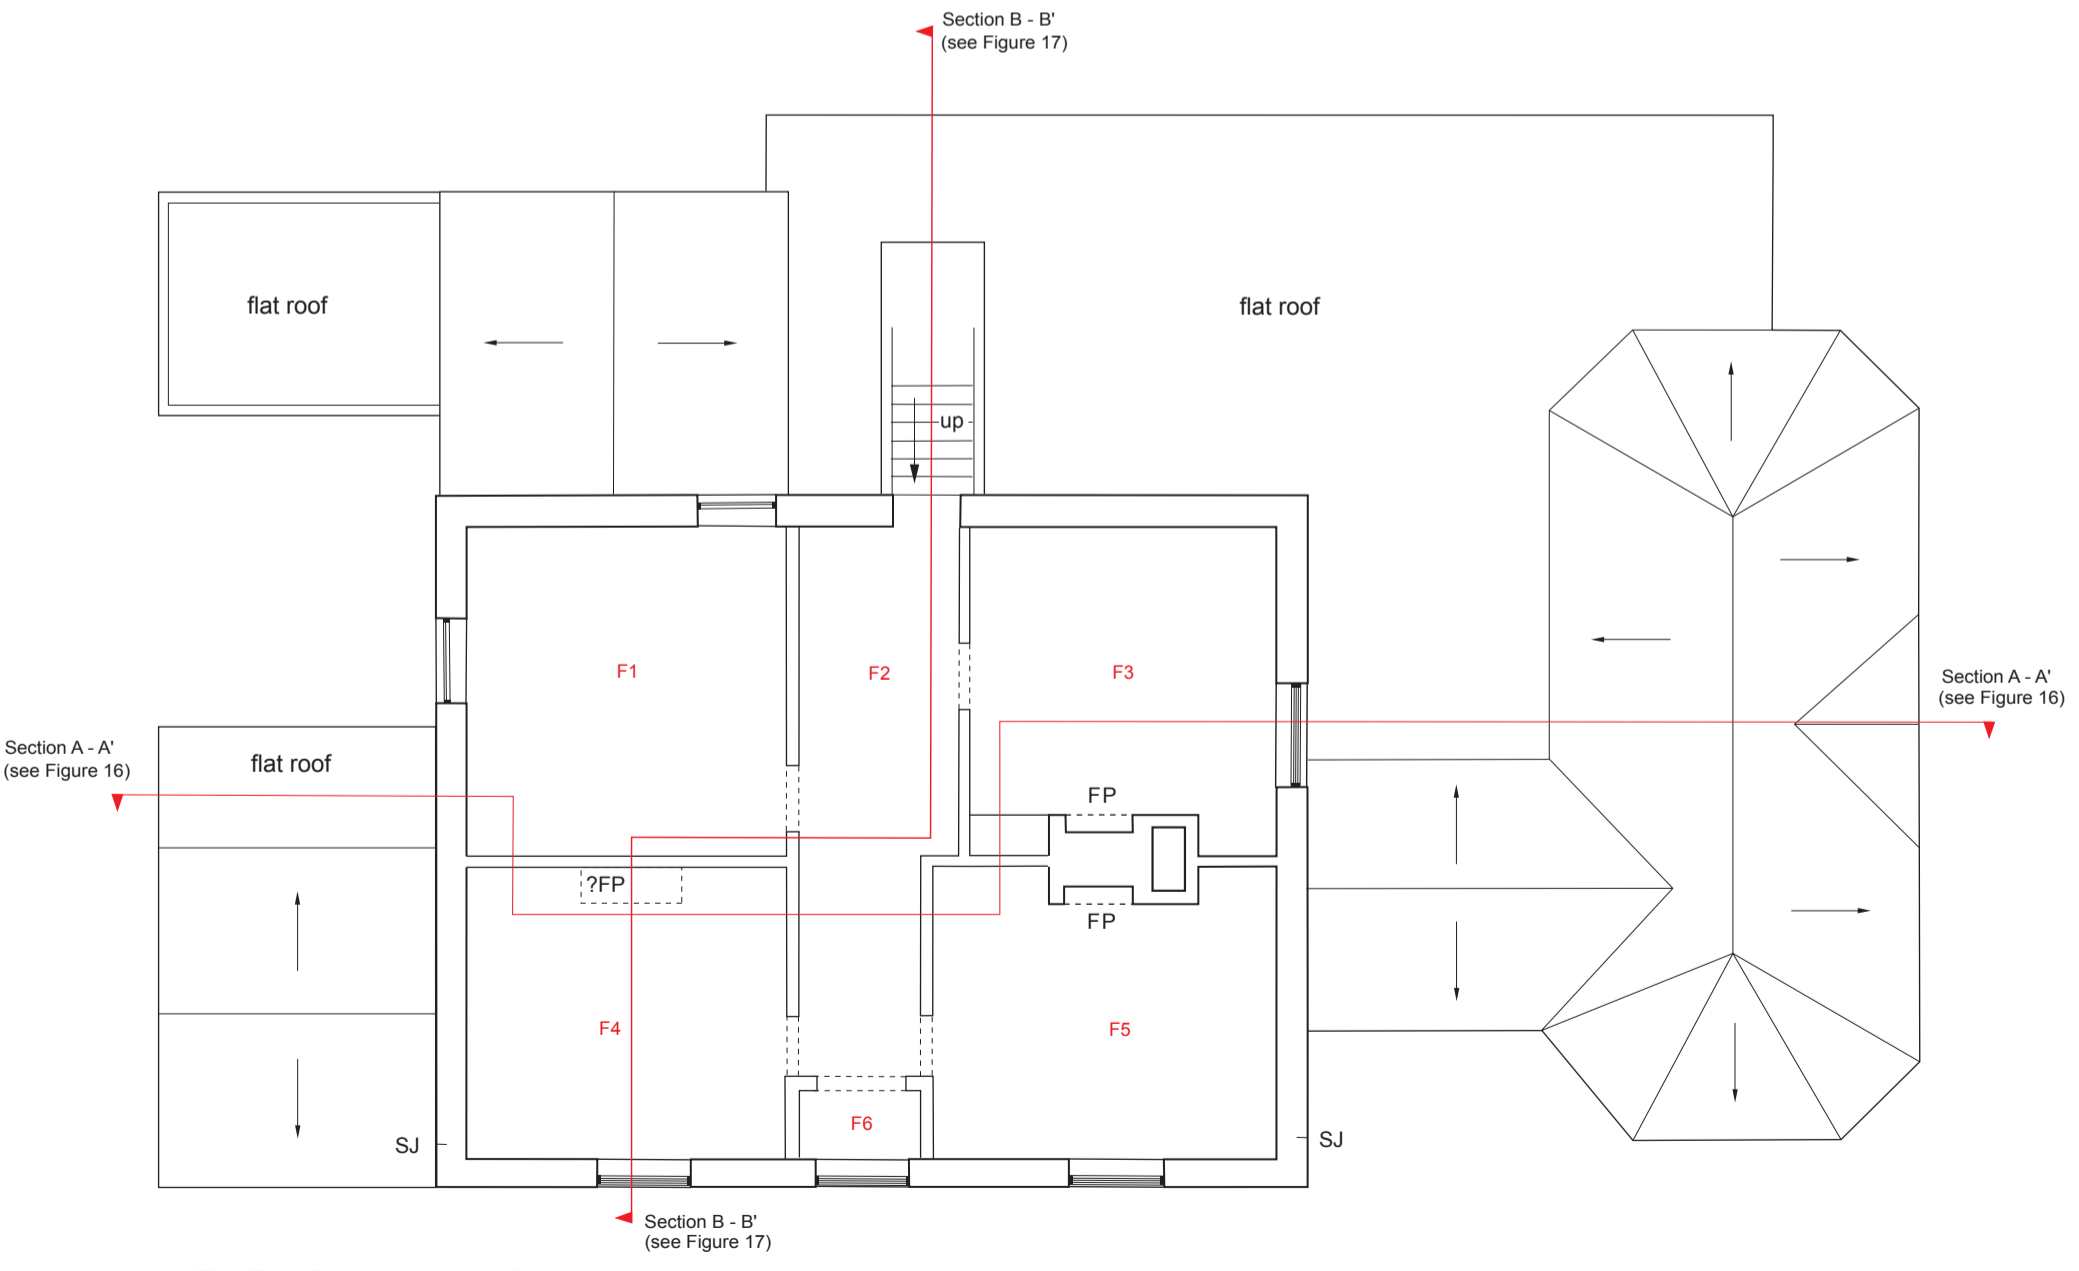 Section B - B'
(see Figure 17)
flat roof
flat roof
up
F1
F2
F3
Section A - A'
(see Figure 16)
Section A - A'
(see Figure 16)
flat roof
FP
?FP
FP
F4
F5
F6
SJ
SJ
Section B - B'
(see Figure 17)